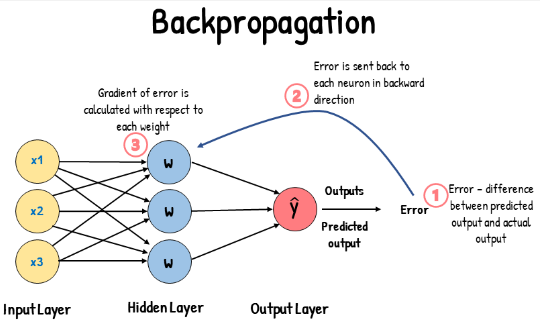 Backpropagation
Error is sent back to
each neuron in backward
direction
2
Gradient of error is
calculated with respect to
each weight
3
x1
w
x2
w
ŷ
Outputs
Predicted
output
Error
1
Error - difference
between predicted
output and actual
output
x3
w
Input Layer
Hidden Layer
Output Layer